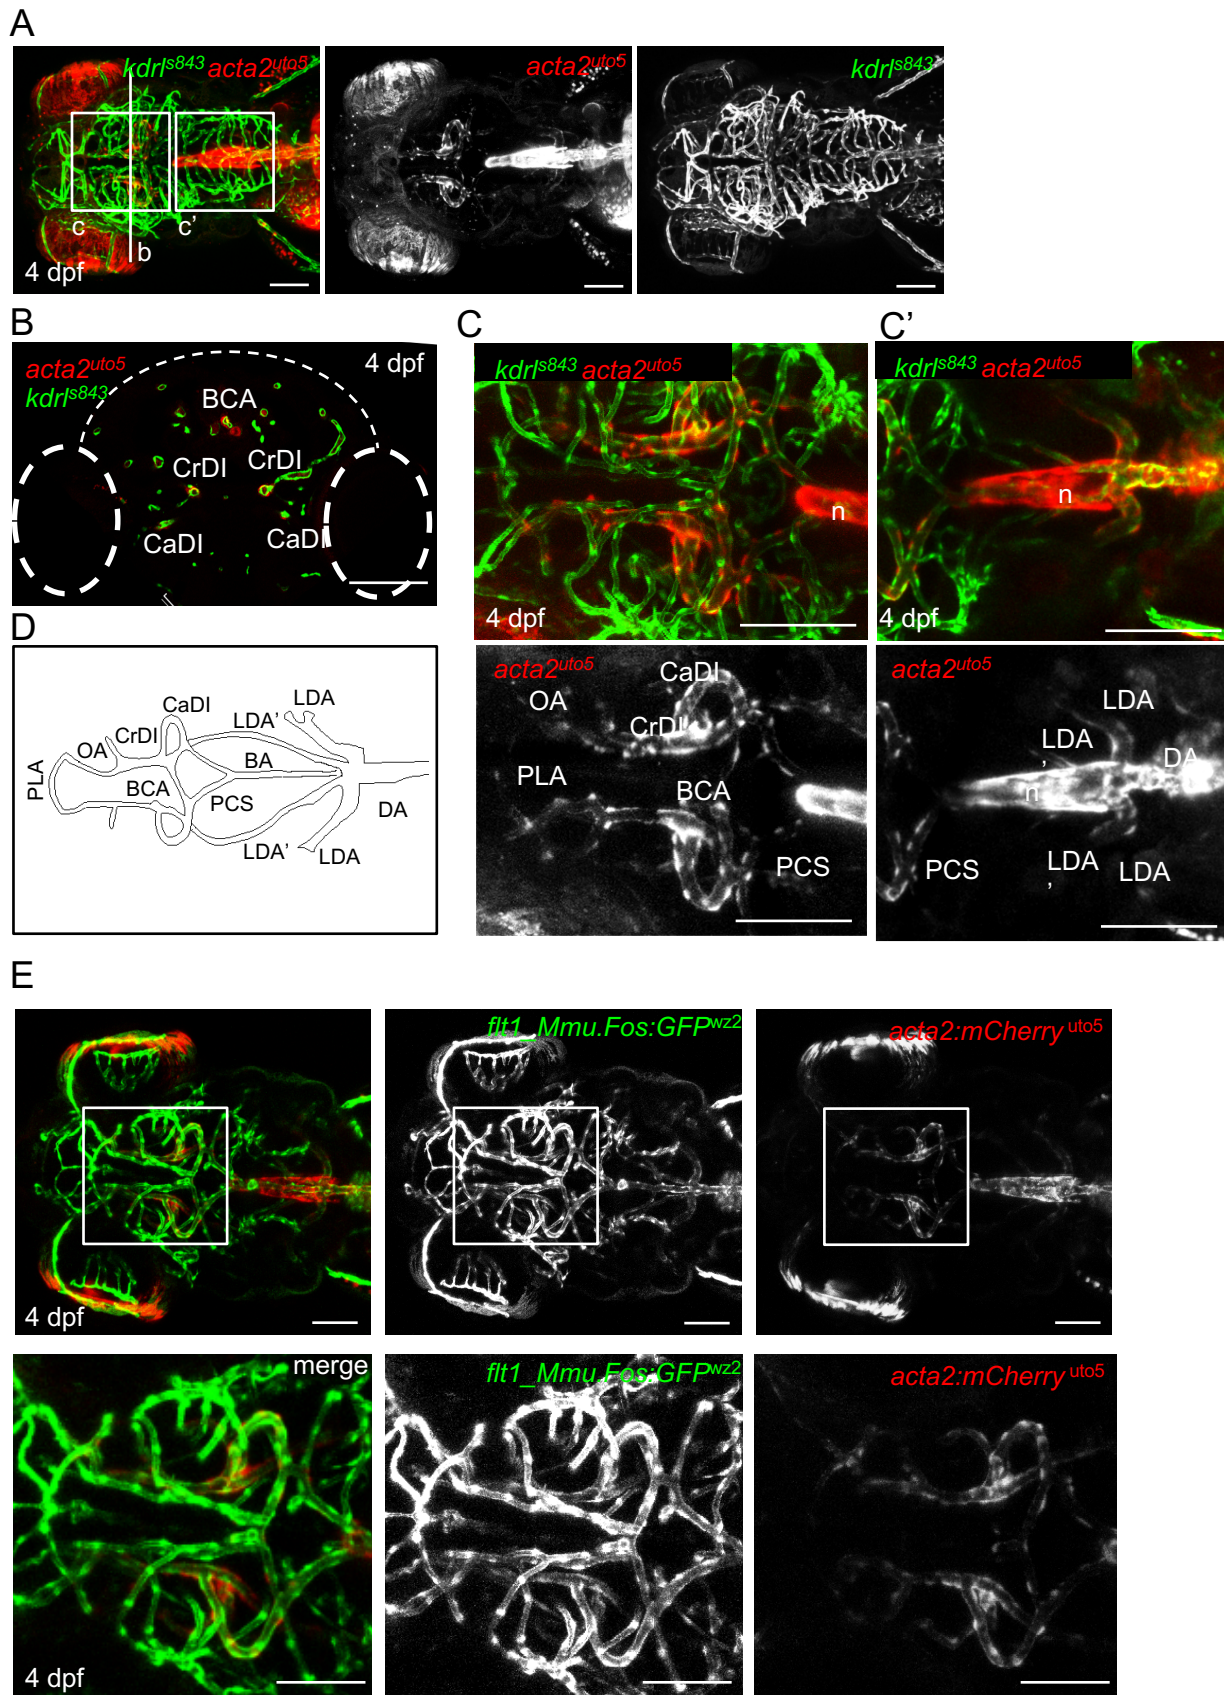 A
kdrl^s843 acta2^uto5
acta2^uto5
kdrl^s843
c
c'
b
4 dpf
B
acta2^uto5
kdrl^s843
4 dpf
BCA
CrDI
CrDI
CaDI
CaDI
C
kdrl^s843 acta2^uto5
n
4 dpf
acta2^uto5
CaDI
OA
CrDI
PLA
BCA
PCS
C'
kdrl^s843 acta2^uto5
n
4 dpf
acta2^uto5
LDA
LDA
,
DA
n
PCS
LDA
,
LDA
D
CaDI
LDA
CrDI
LDA'
OA
BA
PLA
BCA
PCS
DA
LDA'
LDA
E
flt1_Mmu.Fos:GFP^wz2
acta2:mCherry^uto5
4 dpf
merge
flt1_Mmu.Fos:GFP^wz2
acta2:mCherry^uto5
4 dpf